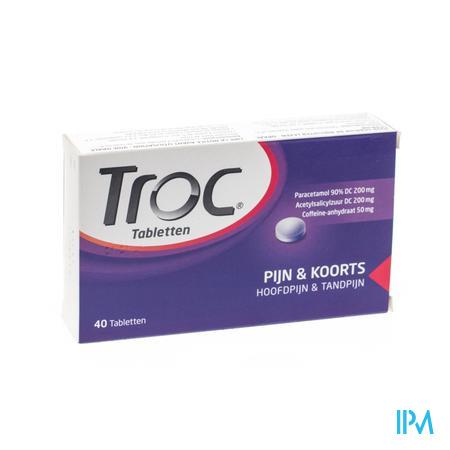 TROC®
Tabletten
Paracetamol 90% DC 200 mg
Acetylsalicylzuur DC 200 mg
Coffeïne-anhydraat 50 mg
PIJN & KOORTS
HOOFDPIJN & TANDPIJN
40 Tabletten
IPM